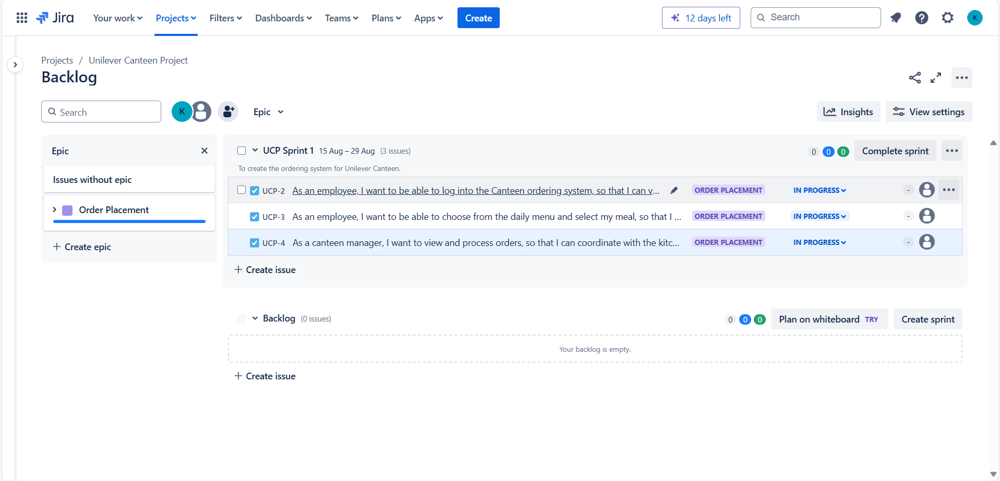 Jira Your work Projects Filters Dashboards Teams Plans Apps Create 12 days left Search K
Projects / Unilever Canteen Project
Backlog
Search K Epic Insights View settings
Epic
Issues without epic
Order Placement
+ Create epic
UCP Sprint 1 15 Aug – 29 Aug (3 issues) 0 0 0 Complete sprint
To create the ordering system for Unilever Canteen.
UCP-2 As an employee, I want to be able to log into the Canteen ordering system, so that I can v... ORDER PLACEMENT IN PROGRESS -
UCP-3 As an employee, I want to be able to choose from the daily menu and select my meal, so that I ... ORDER PLACEMENT IN PROGRESS -
UCP-4 As a canteen manager, I want to view and process orders, so that I can coordinate with the kitc... ORDER PLACEMENT IN PROGRESS -
+ Create issue
Backlog (0 issues) 0 0 0 Plan on whiteboard TRY Create sprint
Your backlog is empty.
+ Create issue